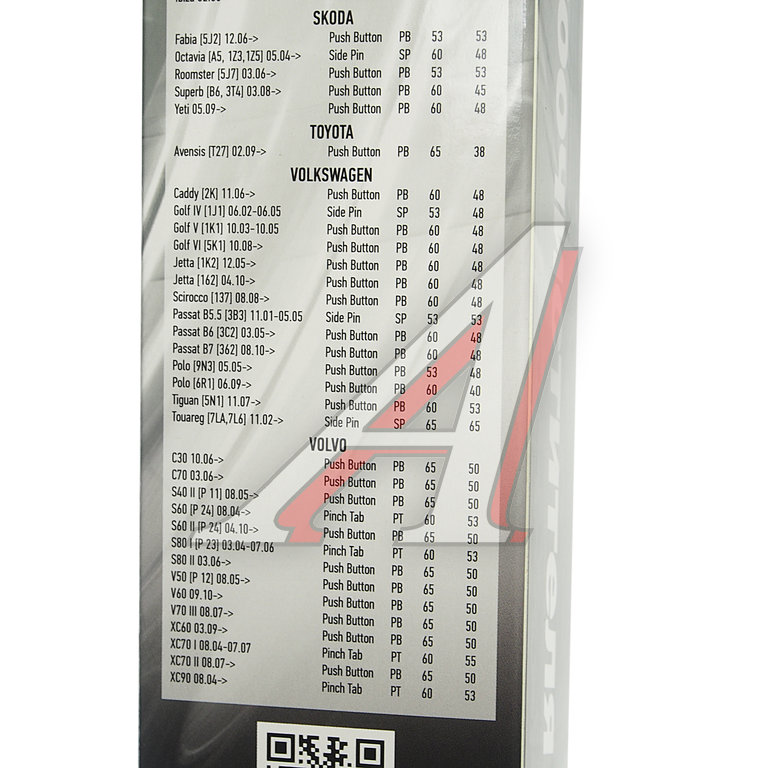 SKODA
Fabia [5J2] 12.06-> Push Button PB 53 53
Octavia [A5, 1Z3,1Z5] 05.04-> Side Pin SP 60 48
Roomster [5J7] 03.06-> Push Button PB 53 53
Superb [B6, 3T4] 03.08-> Push Button PB 60 45
Yeti 05.09-> Push Button PB 60 48
TOYOTA
Avensis [T27] 02.09-> Push Button PB 65 38
VOLKSWAGEN
Caddy [2K] 11.06-> Push Button PB 60 48
Golf IV [1J1] 06.02-06.05 Side Pin SP 53 48
Golf V [1K1] 10.03-10.05 Push Button PB 60 48
Golf VI [5K1] 10.08-> Push Button PB 60 48
Jetta [1K2] 12.05-> Push Button PB 60 48
Jetta [162] 04.10-> Push Button PB 60 48
Scirocco [137] 08.08-> Push Button PB 60 48
Passat B5.5 [3B3] 11.01-05.05 Side Pin SP 53 53
Passat B6 [3C2] 03.05-> Push Button PB 60 48
Passat B7 [362] 08.10-> Push Button PB 60 48
Polo [9N3] 05.05-> Push Button PB 53 48
Polo [6R1] 06.09-> Push Button PB 60 40
Tiguan [5N1] 11.07-> Push Button PB 60 53
Touareg [7LA,7L6] 11.02-> Side Pin SP 65 65
VOLVO
C30 10.06-> Push Button PB 65 50
C70 03.06-> Push Button PB 65 50
S40 II [P 11] 08.05-> Push Button PB 65 50
S60 [P 24] 08.04-> Pinch Tab PT 60 53
S60 II [P 24] 04.10-> Push Button PB 65 50
S80 I [P 23] 03.04-07.06 Pinch Tab PT 60 53
S80 II 03.06-> Push Button PB 65 50
V50 [P 12] 08.05-> Push Button PB 65 50
V60 09.10-> Push Button PB 65 50
V70 III 08.07-> Push Button PB 65 50
XC60 03.09-> Push Button PB 65 50
XC70 I 08.04-07.07 Pinch Tab PT 60 55
XC70 II 08.07-> Push Button PB 65 50
XC90 08.04-> Pinch Tab PT 60 53